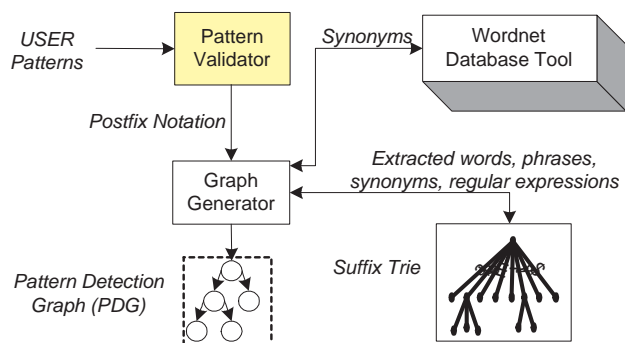 USER
Patterns
Pattern
Validator
Synonyms
Wordnet
Database Tool
Postfix Notation
Extracted words, phrases,
synonyms, regular expressions
Graph
Generator
Pattern Detection
Graph (PDG)
Suffix Trie